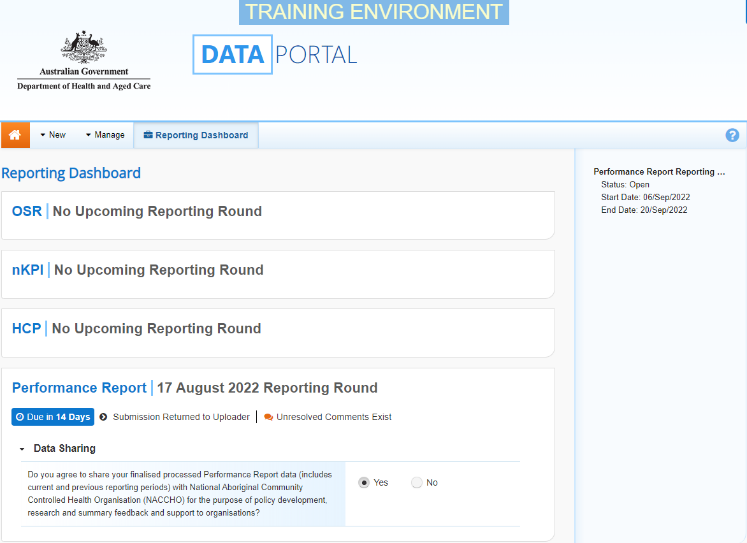 TRAINING ENVIRONMENT
DATA PORTAL
Australian Government
Department of Health and Aged Care
New
Manage
Reporting Dashboard
?
Reporting Dashboard
OSR | No Upcoming Reporting Round
nKPI | No Upcoming Reporting Round
HCP | No Upcoming Reporting Round
Performance Report | 17 August 2022 Reporting Round
Due in 14 Days Submission Returned to Uploader | Unresolved Comments Exist
Data Sharing
Do you agree to share your finalised processed Performance Report data (includes
current and previous reporting periods) with National Aboriginal Community
Controlled Health Organisation (NACCHO) for the purpose of policy development,
research and summary feedback and support to organisations?
Yes No
Performance Report Reporting ...
Status: Open
Start Date: 06/Sep/2022
End Date: 20/Sep/2022